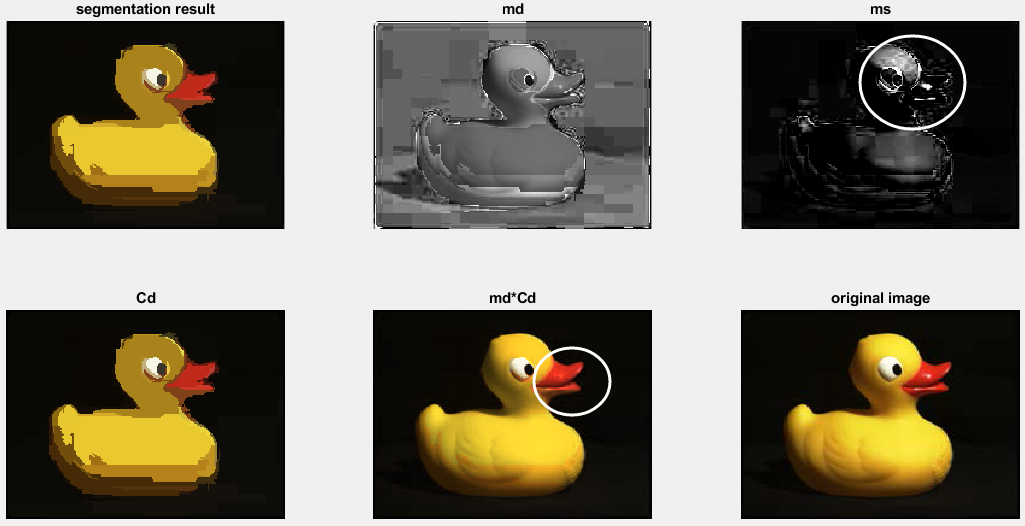 segmentation result
md
ms
Cd
md*Cd
original image